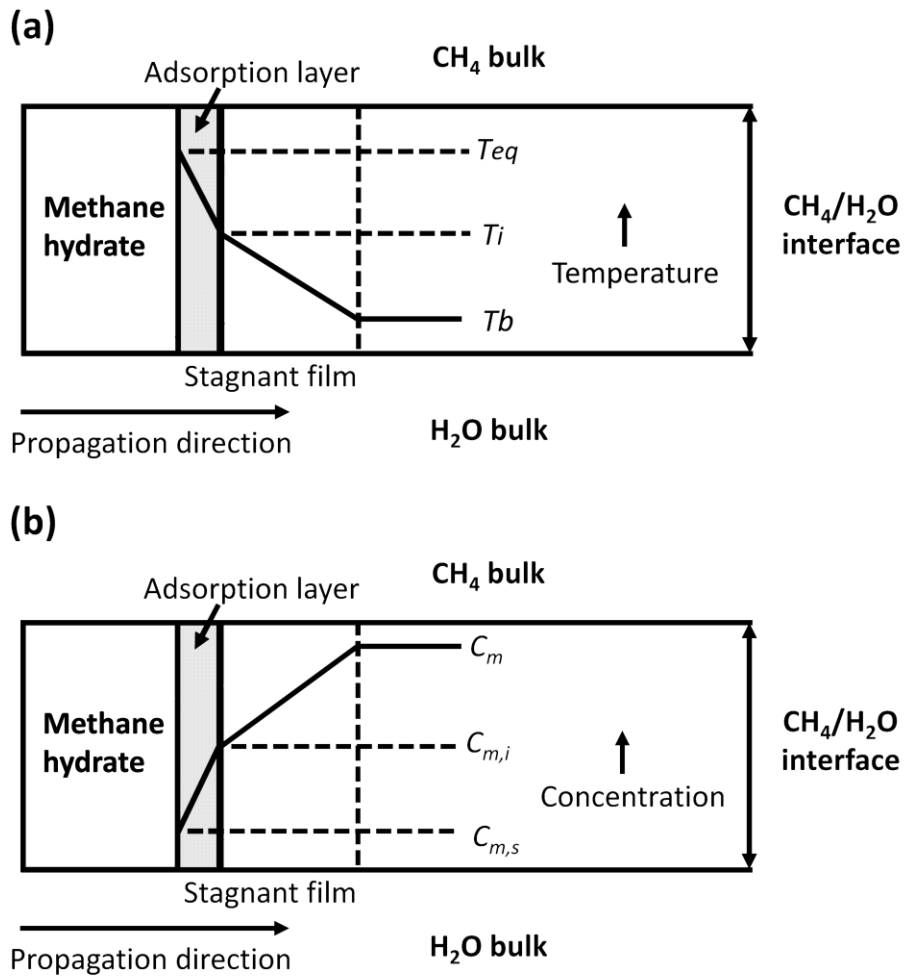 (a)
CH₄ bulk
Adsorption layer
Teq
Methane
hydrate
Ti
CH₄/H₂O
interface
Temperature
Tb
Stagnant film
Propagation direction
H₂O bulk
(b)
CH₄ bulk
Adsorption layer
Cₘ
Methane
hydrate
Cₘ,ᵢ
CH₄/H₂O
interface
Concentration
Cₘ,ₛ
Stagnant film
Propagation direction
H₂O bulk